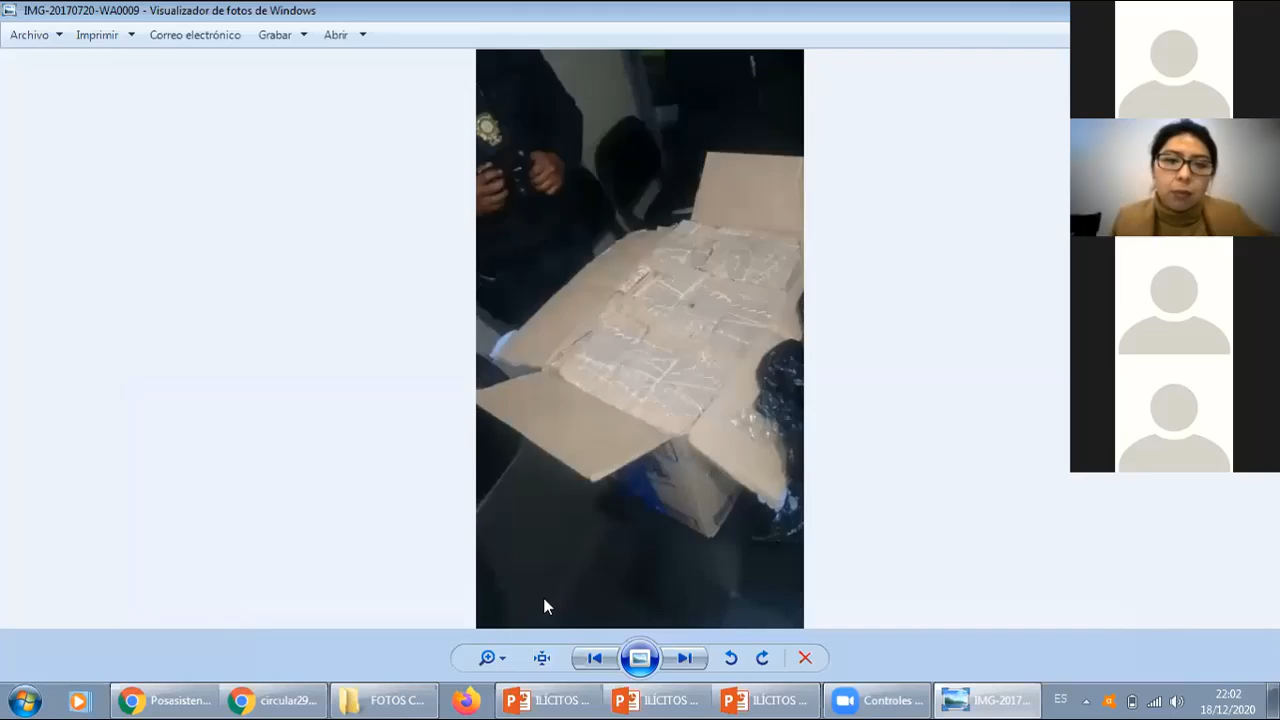 IMG-20170720-WA0009 - Visualizador de fotos de Windows
Archivo Imprimir Correo electrónico Grabar Abrir
Posasisten...
circular29...
FOTOS C...
ILÍCITOS ...
ILÍCITOS ...
ILÍCITOS ...
Controles ...
IMG-2017...
ES
22:02
18/12/2020